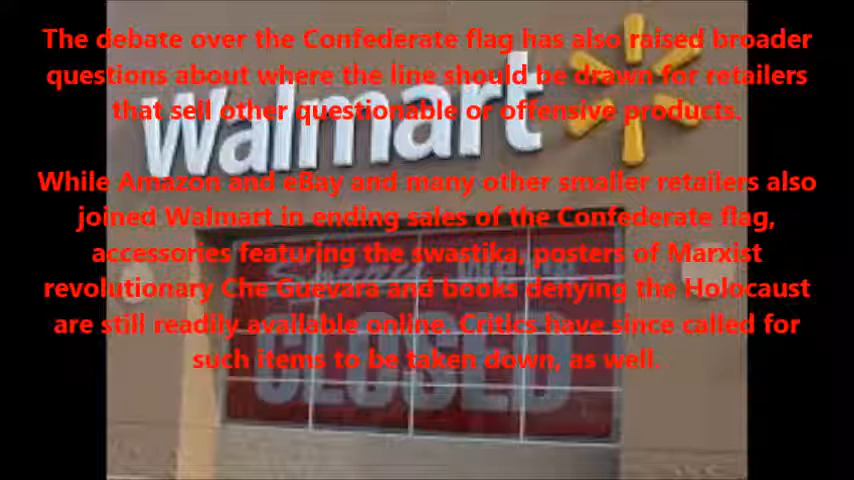 The debate over the Confederate flag has also raised broader
questions about where the line should be drawn for retailers
that sell other questionable or offensive products.
While Amazon and eBay and many other smaller retailers also
joined Walmart in ending sales of the Confederate flag,
accessories featuring the swastika, posters of Marxist
revolutionary Che Guevara and books denying the Holocaust
are still readily available online. Critics have since called for
such items to be taken down, as well.
Walmart
CLOSED